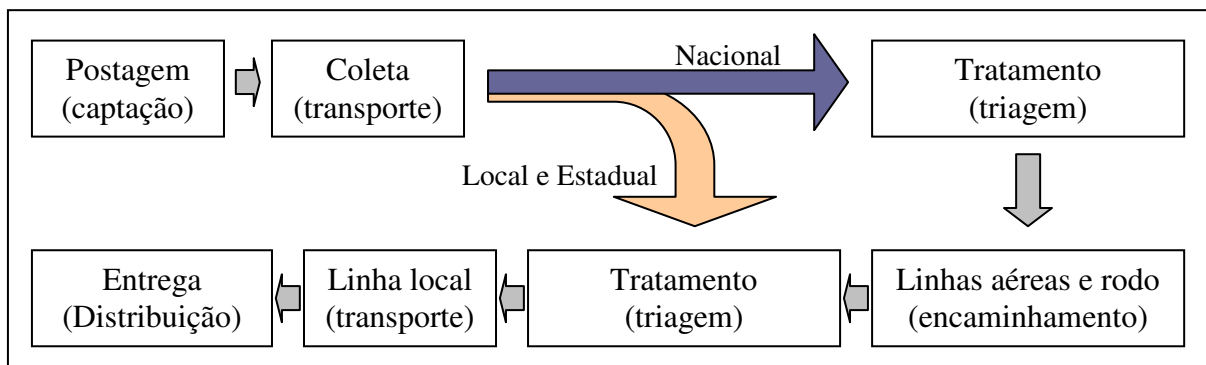 Postagem
(captação)
Coleta
(transporte)
Nacional
Tratamento
(triagem)
Local e Estadual
Entrega
(Distribuição)
Linha local
(transporte)
Tratamento
(triagem)
Linhas aéreas e rodo
(encaminhamento)